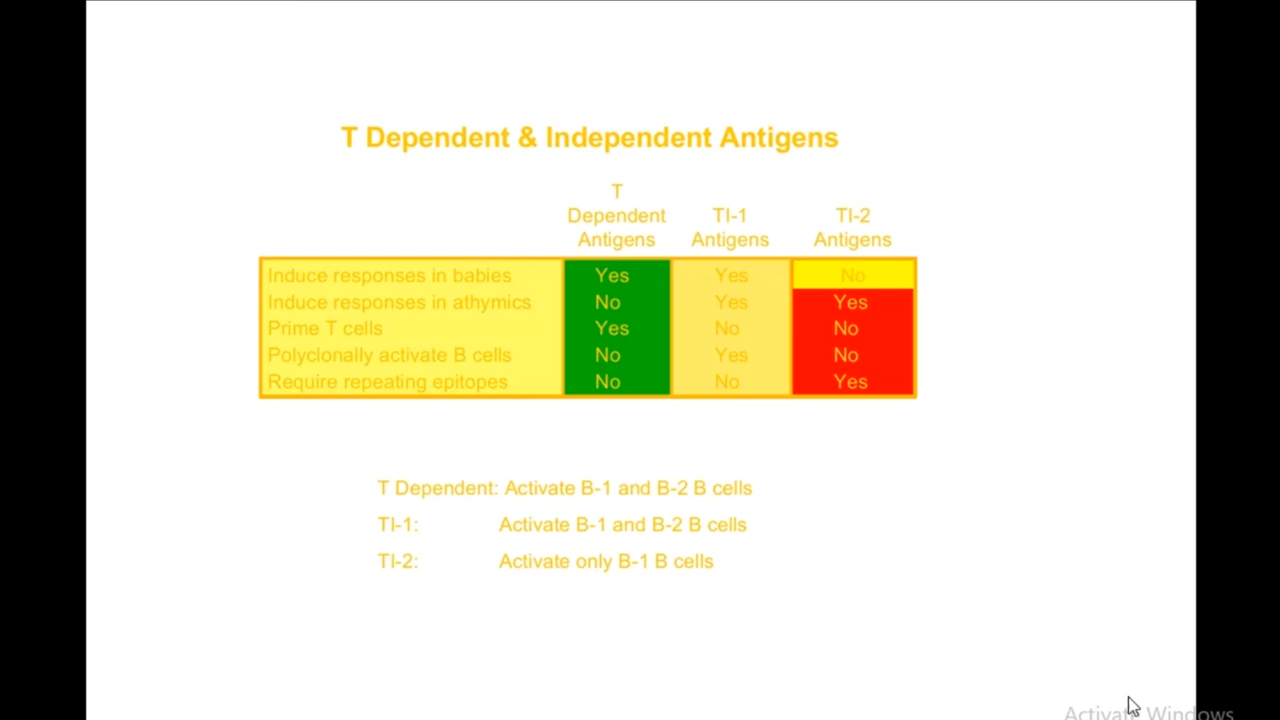 T Dependent & Independent Antigens
T
Dependent TI-1 TI-2
Antigens Antigens Antigens
Induce responses in babies Yes Yes No
Induce responses in athymics No Yes Yes
Prime T cells Yes No No
Polyclonally activate B cells No Yes No
Require repeating epitopes No No Yes
T Dependent: Activate B-1 and B-2 B cells
TI-1: Activate B-1 and B-2 B cells
TI-2: Activate only B-1 B cells
Activate Windows